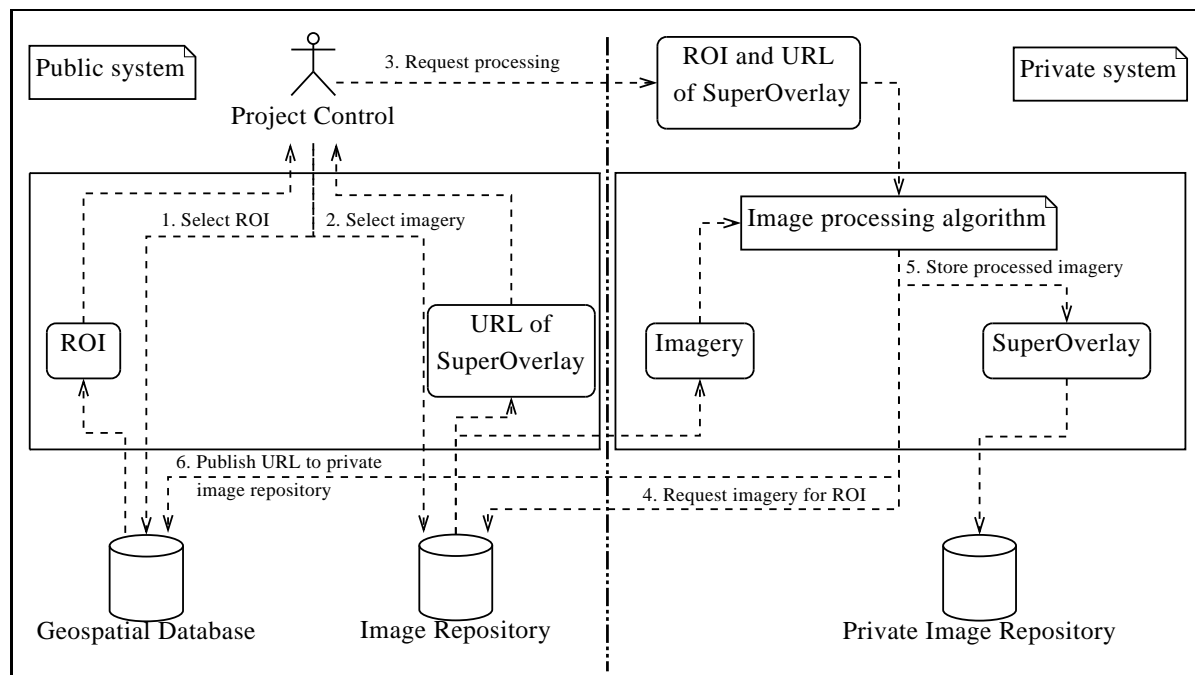 Public system
3. Request processing
ROI and URL
of SuperOverlay
Private system
Project Control
1. Select ROI
2. Select imagery
Image processing algorithm
5. Store processed imagery
ROI
URL of
SuperOverlay
Imagery
SuperOverlay
6. Publish URL to private
image repository
4. Request imagery for ROI
Geospatial Database
Image Repository
Private Image Repository